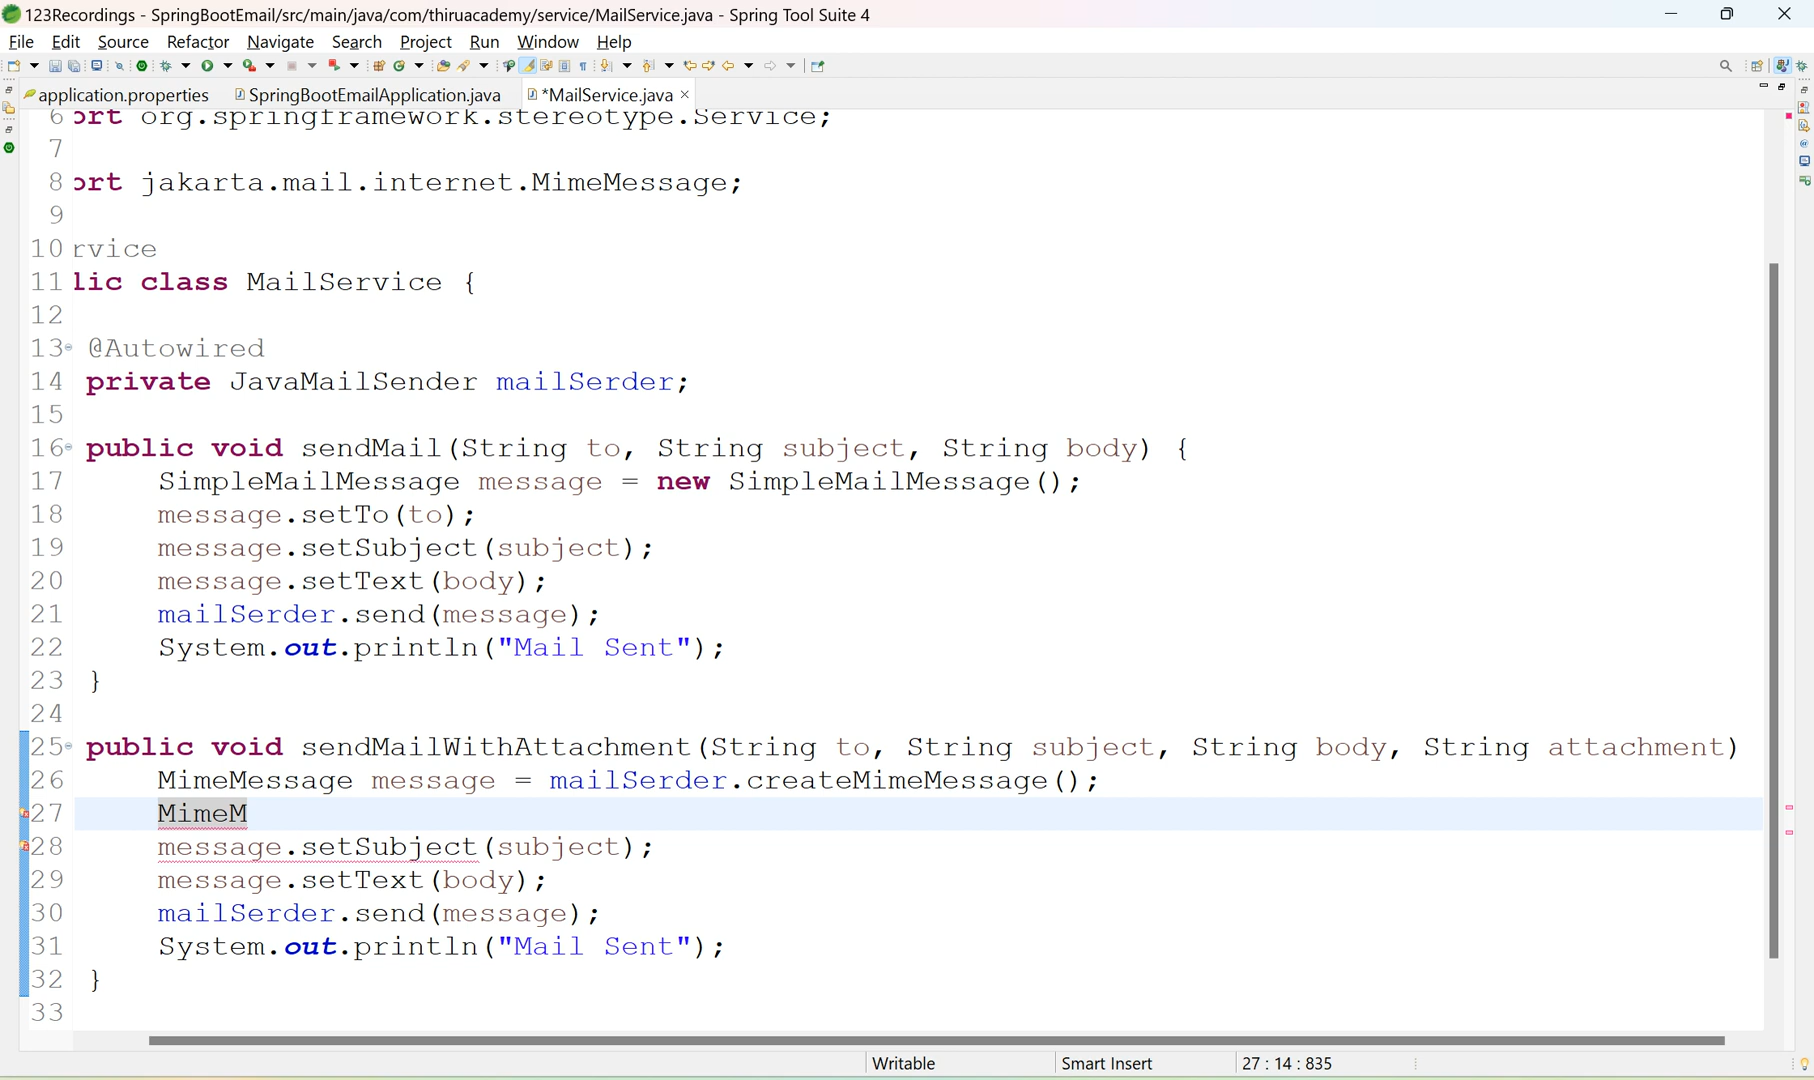 123Recordings - SpringBootEmail/src/main/java/com/thiruacademy/service/MailService.java - Spring Tool Suite 4
File Edit Source Refactor Navigate Search Project Run Window Help
application.properties SpringBootEmailApplication.java *MailService.java
6 ort org.springframework.stereotype.Service;
7
8 ort jakarta.mail.internet.MimeMessage;
9
10 rvice
11 lic class MailService {
12
13 @Autowired
14 private JavaMailSender mailSerder;
15
16 public void sendMail(String to, String subject, String body) {
17 SimpleMailMessage message = new SimpleMailMessage();
18 message.setTo(to);
19 message.setSubject(subject);
20 message.setText(body);
21 mailSerder.send(message);
22 System.out.println("Mail Sent");
23 }
24
25 public void sendMailWithAttachment(String to, String subject, String body, String attachment)
26 MimeMessage message = mailSerder.createMimeMessage();
27 MimeM
28 message.setSubject(subject);
29 message.setText(body);
30 mailSerder.send(message);
31 System.out.println("Mail Sent");
32 }
33
Writable Smart Insert 27 : 14 : 835